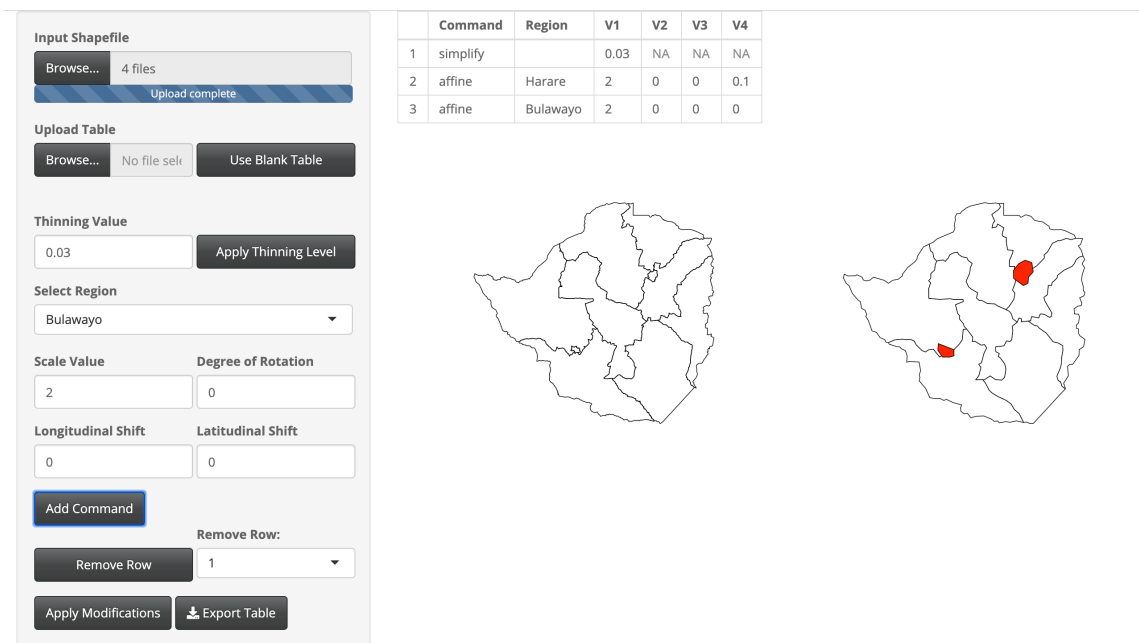 Input Shapefile
Browse... 4 files
Upload complete
Upload Table
Browse... No file sele Use Blank Table
Thinning Value
0.03 Apply Thinning Level
Select Region
Bulawayo
Scale Value Degree of Rotation
2 0
Longitudinal Shift Latitudinal Shift
0 0
Add Command
Remove Row:
Remove Row 1
Apply Modifications Export Table
Command Region V1 V2 V3 V4
1 simplify 0.03 NA NA NA
2 affine Harare 2 0 0 0.1
3 affine Bulawayo 2 0 0 0